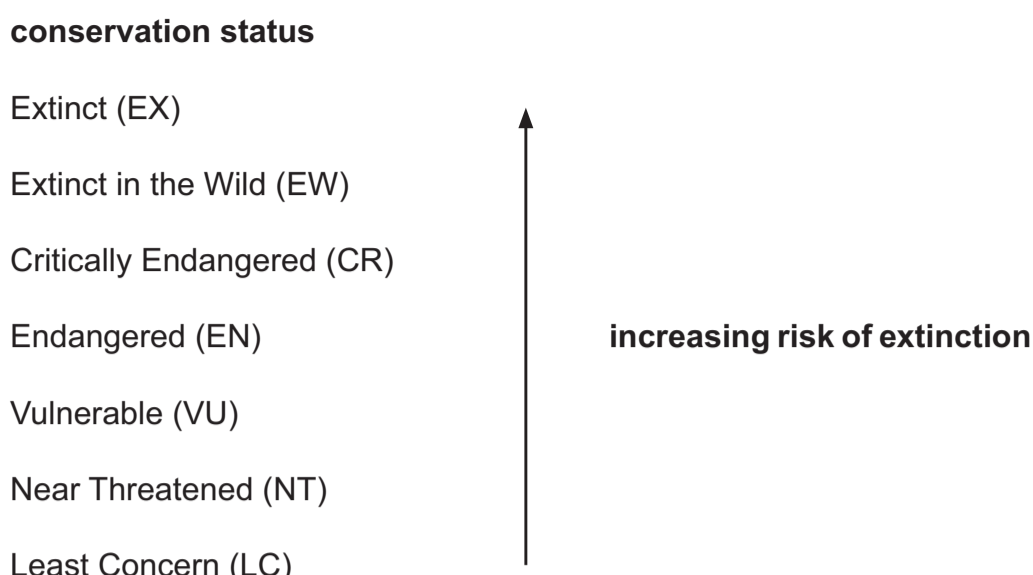 conservation status
Extinct (EX)
Extinct in the Wild (EW)
Critically Endangered (CR)
Endangered (EN)
increasing risk of extinction
Vulnerable (VU)
Near Threatened (NT)
Least Concern (LC)